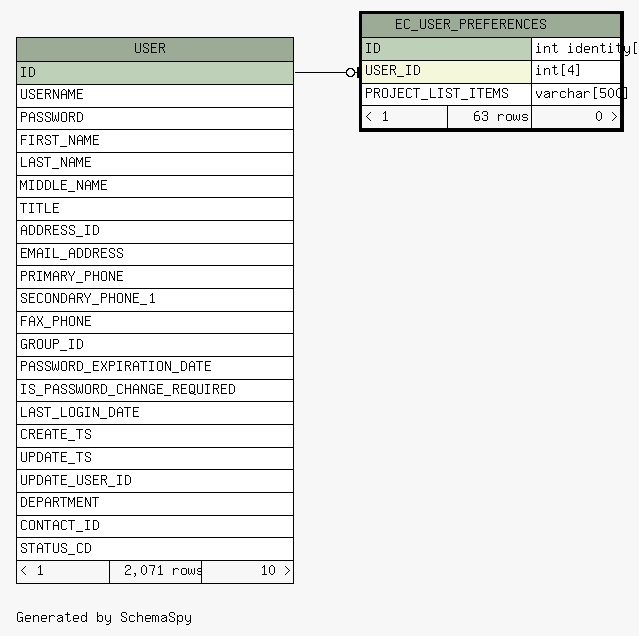 USER
ID
USERNAME
PASSWORD
FIRST_NAME
LAST_NAME
MIDDLE_NAME
TITLE
ADDRESS_ID
EMAIL_ADDRESS
PRIMARY_PHONE
SECONDARY_PHONE_1
FAX_PHONE
GROUP_ID
PASSWORD_EXPIRATION_DATE
IS_PASSWORD_CHANGE_REQUIRED
LAST_LOGIN_DATE
CREATE_TS
UPDATE_TS
UPDATE_USER_ID
DEPARTMENT
CONTACT_ID
STATUS_CD
< 1 2,071 rows 10 >
EC_USER_PREFERENCES
ID int identity[
USER_ID int[4]
PROJECT_LIST_ITEMS varchar[500]
< 1 63 rows 0 >
Generated by SchemaSpy